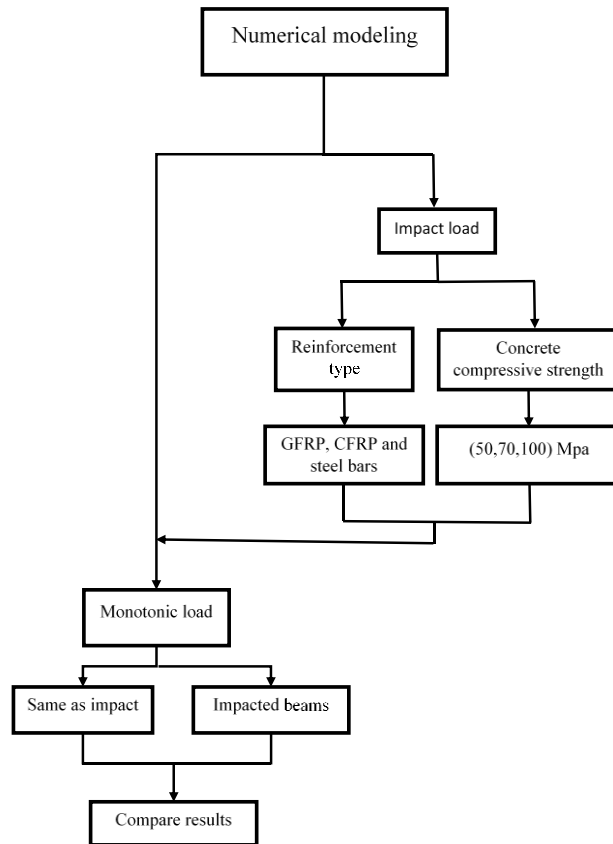 Numerical modeling
Impact load
Reinforcement
type
Concrete
compressive strength
GFRP, CFRP and
steel bars
(50,70,100) Mpa
Monotonic load
Same as impact
Impacted beams
Compare results